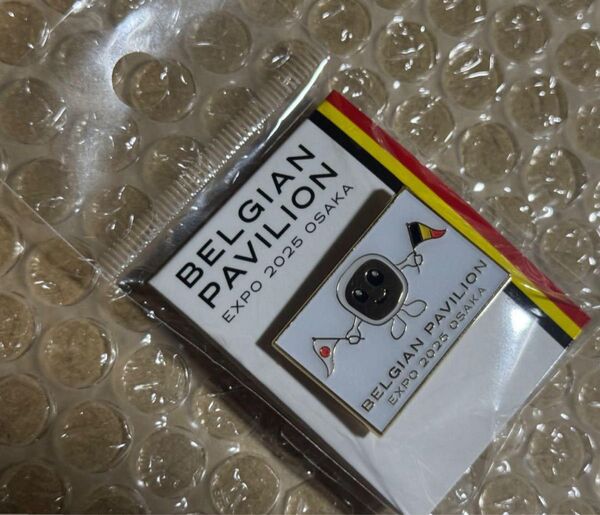 BELGIAN
PAVILION
EXPO 2025 OSAKA
BELGIAN PAVILION
EXPO 2025 OSAKA